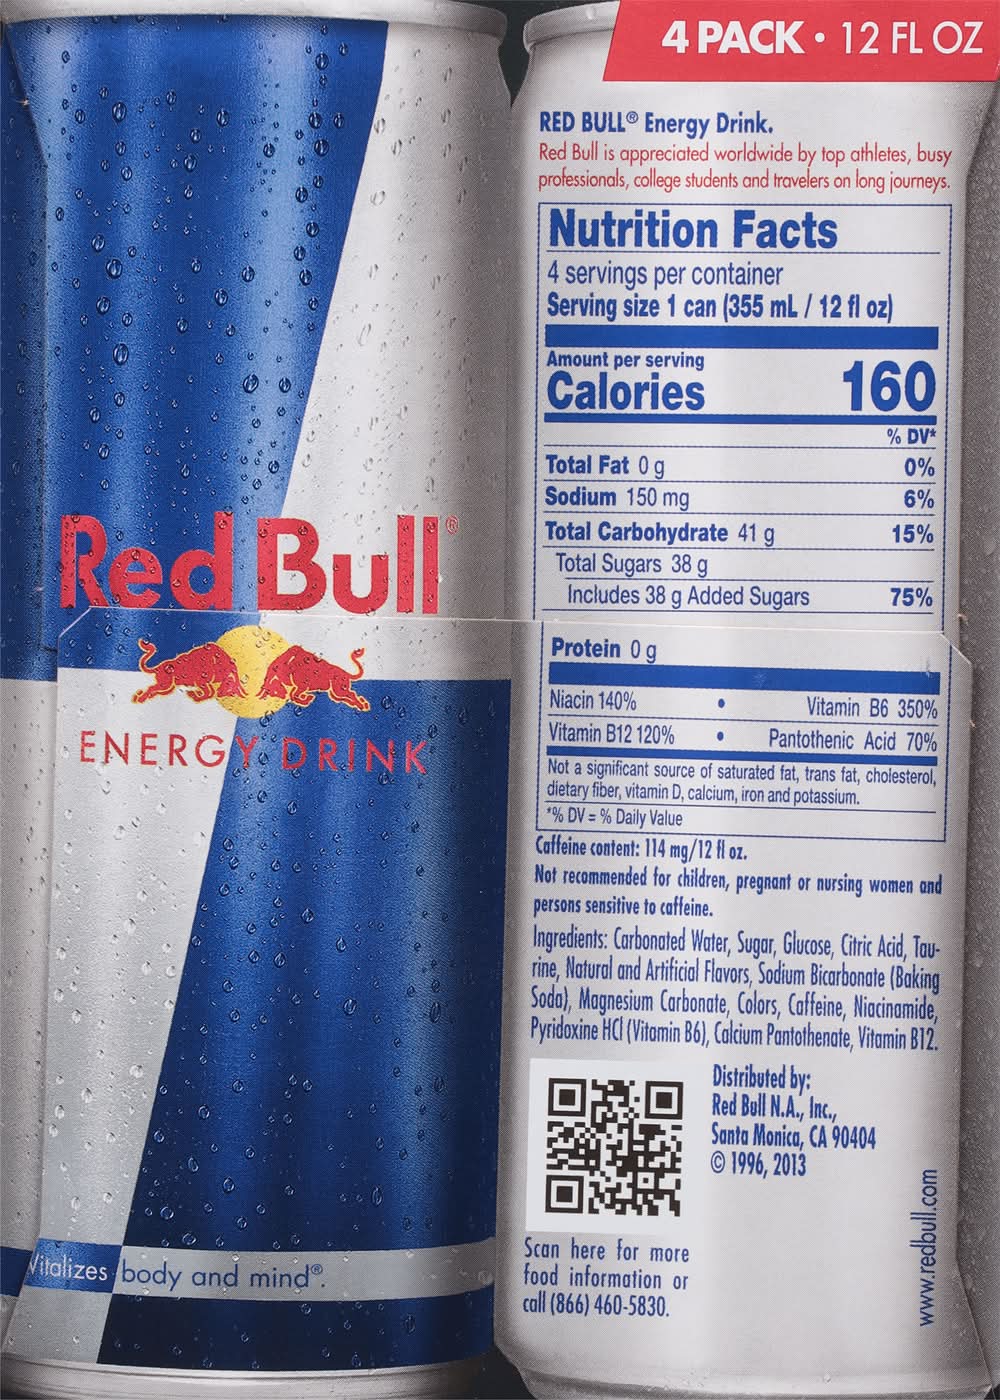 4 PACK • 12 FL OZ
RED BULL® Energy Drink.
Red Bull is appreciated worldwide by top athletes, busy
professionals, college students and travelers on long journeys.
Nutrition Facts
4 servings per container
Serving size 1 can (355 mL / 12 fl oz)
Amount per serving
Calories 160
% DV*
Total Fat 0 g 0%
Sodium 150 mg 6%
Total Carbohydrate 41 g 15%
Total Sugars 38 g
Includes 38 g Added Sugars 75%
Protein 0 g
Niacin 140% • Vitamin B6 350%
Vitamin B12 120% • Pantothenic Acid 70%
Not a significant source of saturated fat, trans fat, cholesterol,
dietary fiber, vitamin D, calcium, iron and potassium.
*% DV = % Daily Value
Caffeine content: 114 mg/12 fl oz.
Not recommended for children, pregnant or nursing women and
persons sensitive to caffeine.
Ingredients: Carbonated Water, Sugar, Glucose, Citric Acid, Tau-
rine, Natural and Artificial Flavors, Sodium Bicarbonate (Baking
Soda), Magnesium Carbonate, Colors, Caffeine, Niacinamide,
Pyridoxine HCl (Vitamin B6), Calcium Pantothenate, Vitamin B12.
Distributed by:
Red Bull N.A., Inc.,
Santa Monica, CA 90404
© 1996, 2013
Scan here for more
food information or
call (866) 460-5830.
www.redbull.com
Red Bull®
ENERGY DRINK
Vitalizes body and mind®.